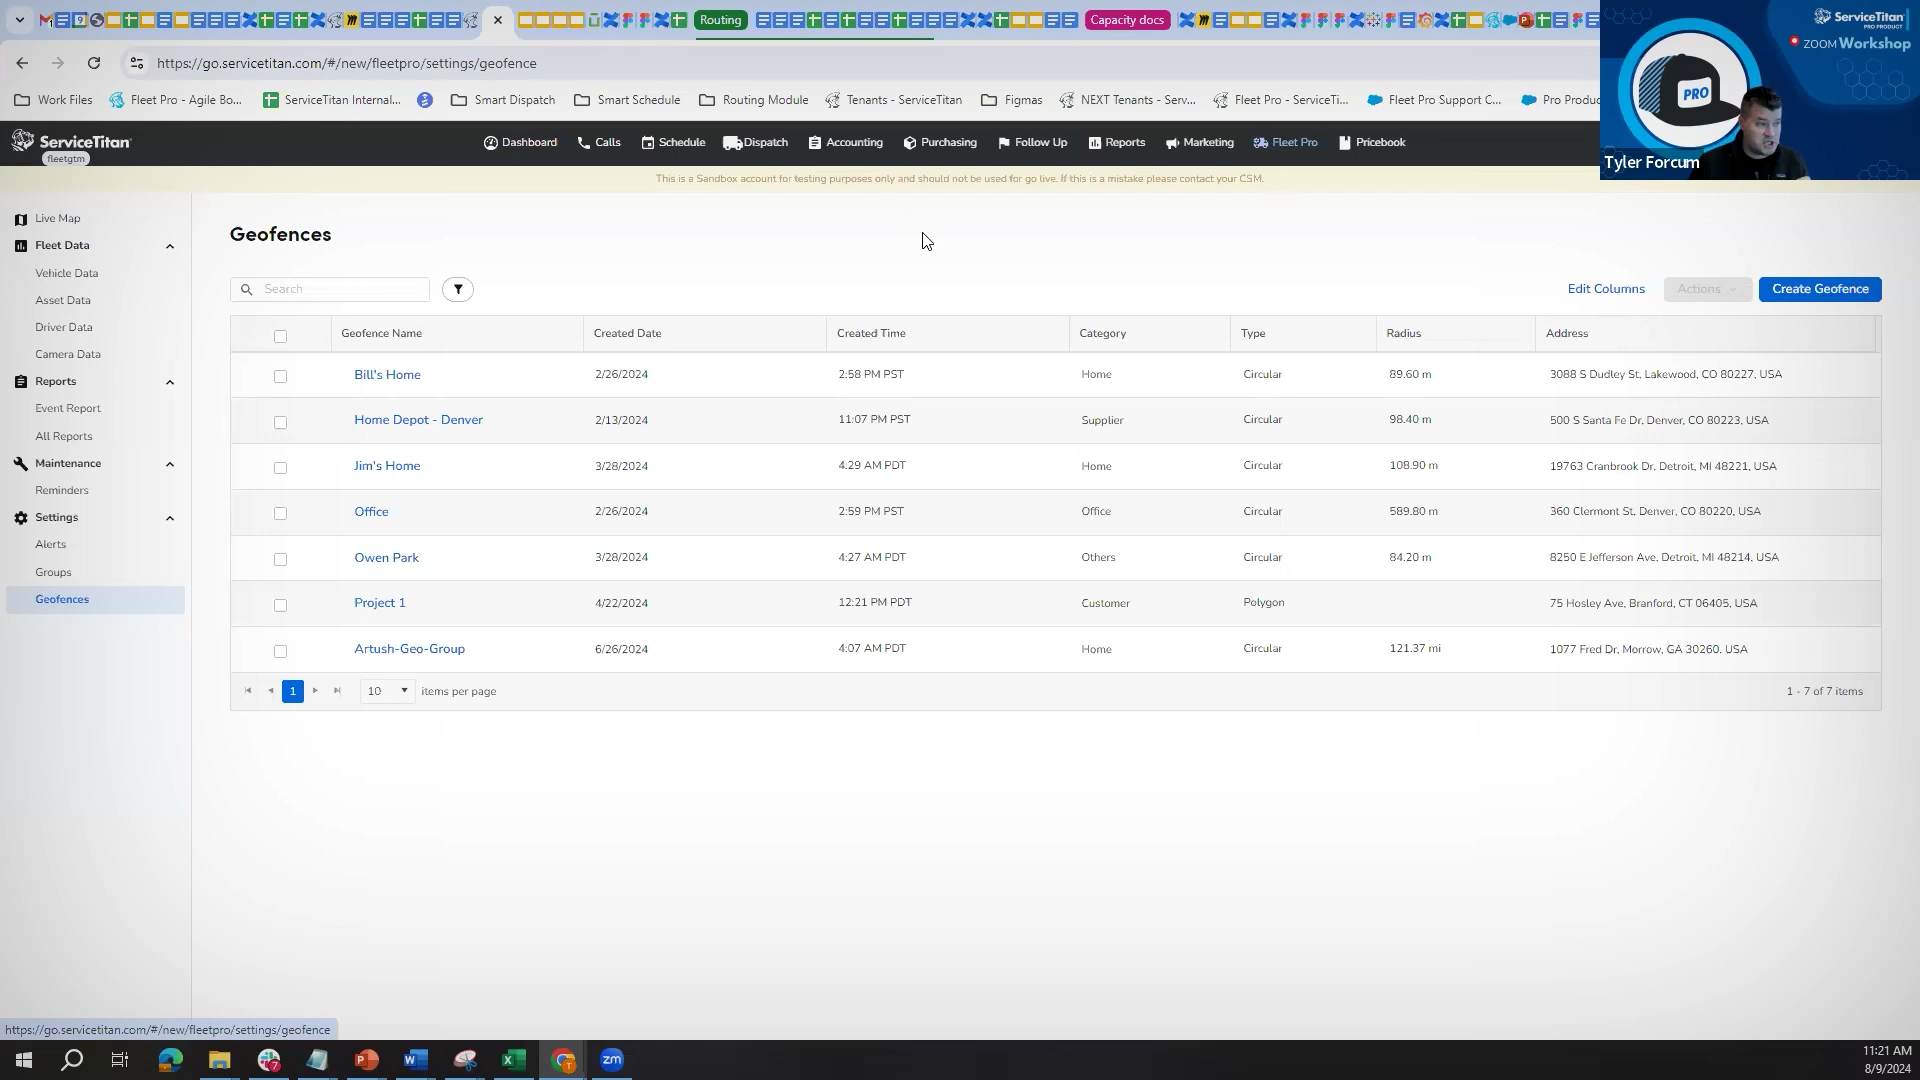 Routing
Capacity docs
https://go.servicetitan.com/#/new/fleetpro/settings/geofence
Work Files
Fleet Pro - Agile Bo...
ServiceTitan Internal...
Smart Dispatch
Smart Schedule
Routing Module
Tenants - ServiceTitan
Figmas
NEXT Tenants - Serv...
Fleet Pro - ServiceTi...
Fleet Pro Support C...
Pro Produc
ServiceTitan
PRO PRODUCT
ZOOM Workshop
PRO
Tyler Forcum
ServiceTitan
fleetgtm
Dashboard
Calls
Schedule
Dispatch
Accounting
Purchasing
Follow Up
Reports
Marketing
Fleet Pro
Pricebook
This is a Sandbox account for testing purposes only and should not be used for go live. If this is a mistake please contact your CSM.
Live Map
Fleet Data
Vehicle Data
Asset Data
Driver Data
Camera Data
Reports
Event Report
All Reports
Maintenance
Reminders
Settings
Alerts
Groups
Geofences
Geofences
Search
Edit Columns
Actions
Create Geofence
Geofence Name Created Date Created Time Category Type Radius Address
Bill's Home 2/26/2024 2:58 PM PST Home Circular 89.60 m 3088 S Dudley St, Lakewood, CO 80227, USA
Home Depot - Denver 2/13/2024 11:07 PM PST Supplier Circular 98.40 m 500 S Santa Fe Dr, Denver, CO 80223, USA
Jim's Home 3/28/2024 4:29 AM PDT Home Circular 108.90 m 19763 Cranbrook Dr, Detroit, MI 48221, USA
Office 2/26/2024 2:59 PM PST Office Circular 589.80 m 360 Clermont St, Denver, CO 80220, USA
Owen Park 3/28/2024 4:27 AM PDT Others Circular 84.20 m 8250 E Jefferson Ave, Detroit, MI 48214, USA
Project 1 4/22/2024 12:21 PM PDT Customer Polygon 75 Hosley Ave, Branford, CT 06405, USA
Artush-Geo-Group 6/26/2024 4:07 AM PDT Home Circular 121.37 mi 1077 Fred Dr, Morrow, GA 30260, USA
1
10
items per page
1 - 7 of 7 items
https://go.servicetitan.com/#/new/fleetpro/settings/geofence
7
zm
11:21 AM
8/9/2024